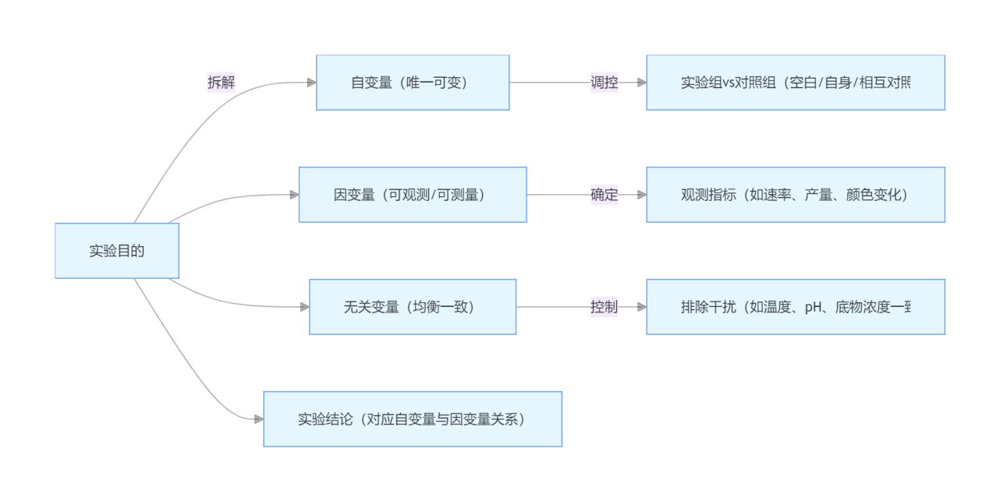 拆解
自变量（唯一可变）
调控
实验组vs对照组（空白/自身/相互对照
因变量（可观测/可测量）
确定
观测指标（如速率、产量、颜色变化）
实验目的
无关变量（均衡一致）
控制
排除干扰（如温度、pH、底物浓度一
实验结论（对应自变量与因变量关系）